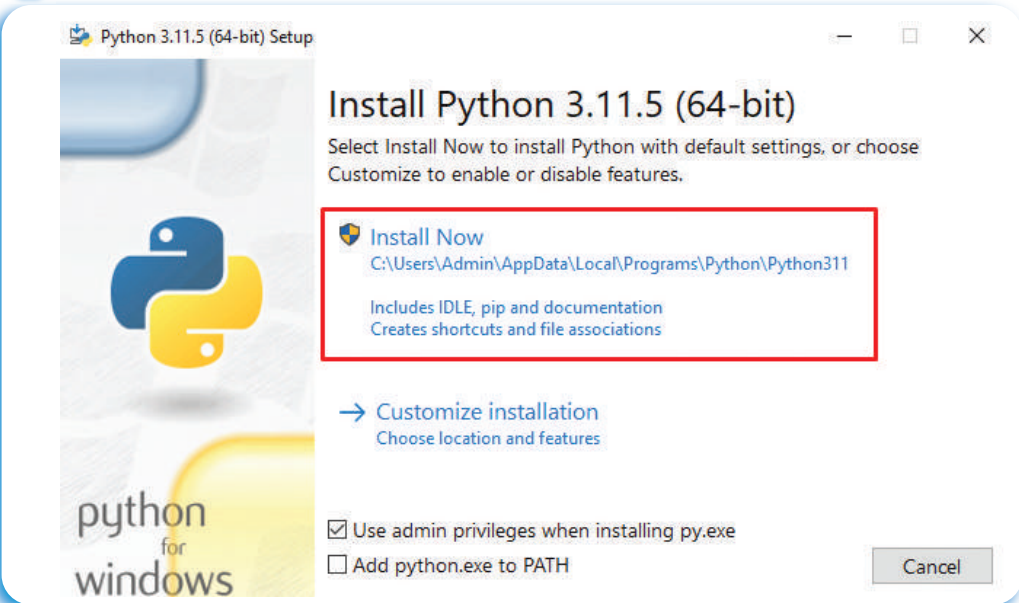 Python 3.11.5 (64-bit) Setup
Install Python 3.11.5 (64-bit)
Select Install Now to install Python with default settings, or choose
Customize to enable or disable features.
Install Now
C:\Users\Admin\AppData\Local\Programs\Python\Python311
Includes IDLE, pip and documentation
Creates shortcuts and file associations
Customize installation
Choose location and features
python
for
windows
Use admin privileges when installing py.exe
Add python.exe to PATH
Cancel